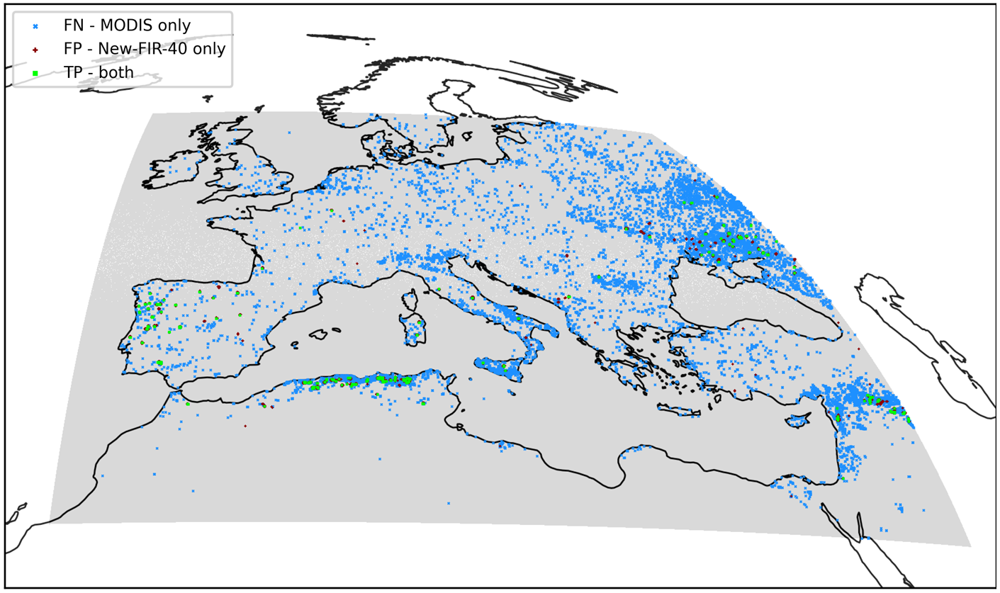 FN - MODIS only
FP - New-FIR-40 only
TP - both